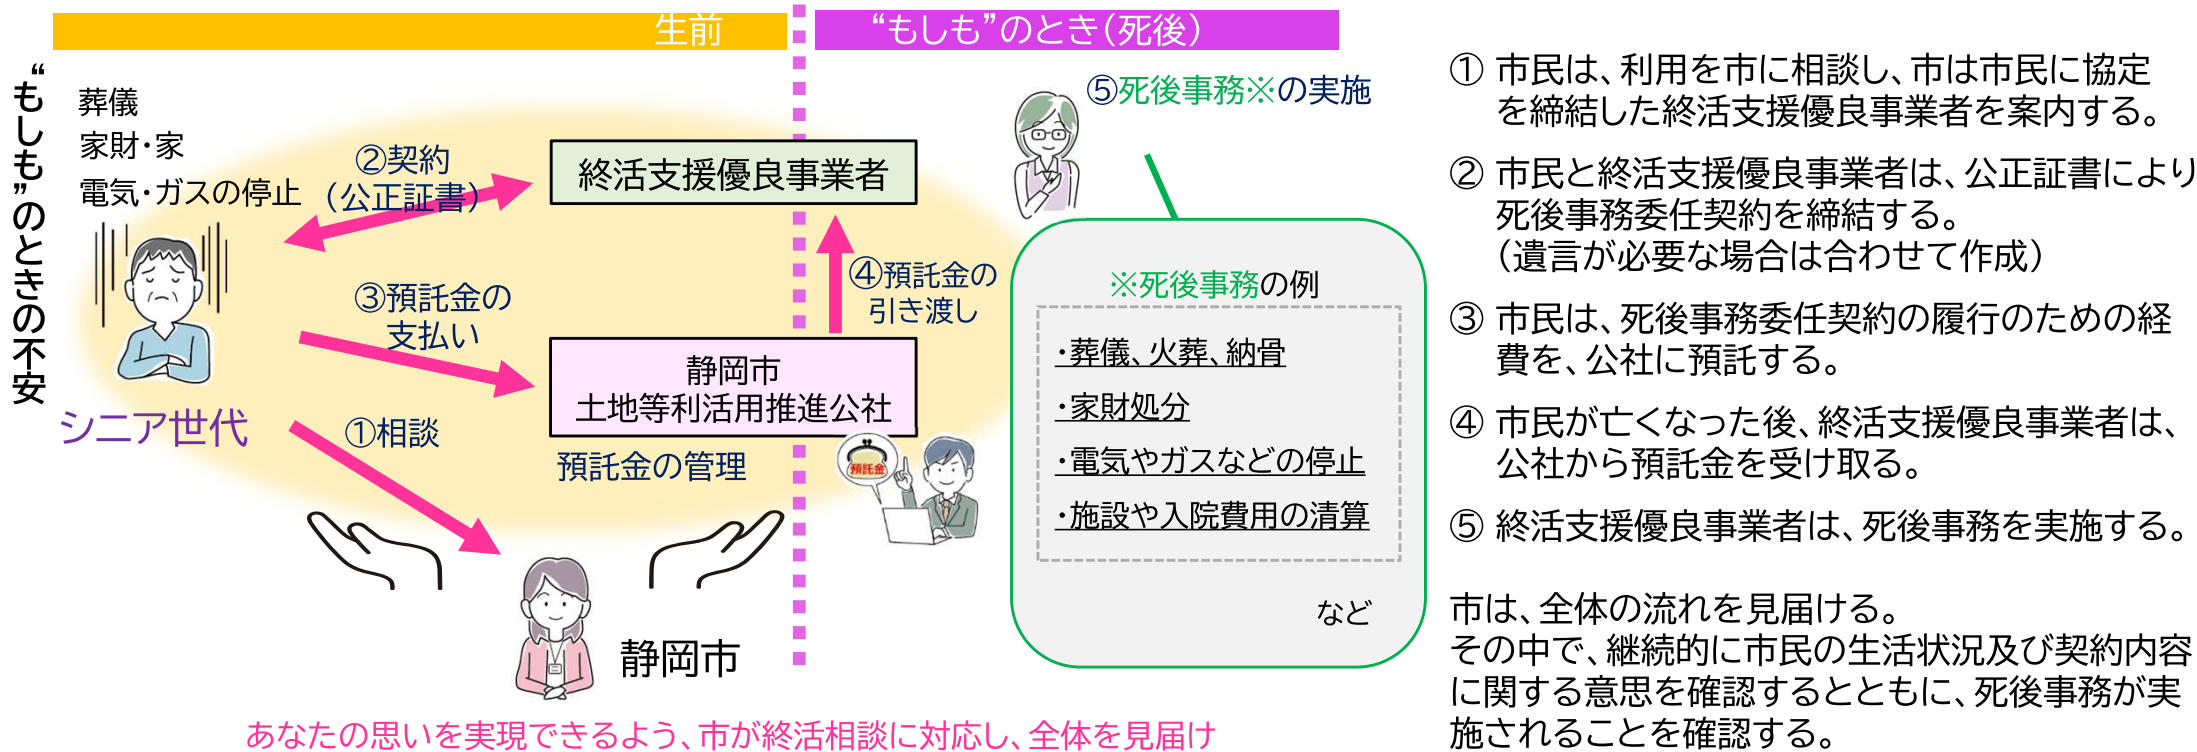 生前
“もしも”のとき（死後）
“もしも”のときの不安
葬儀
家財・家
電気・ガスの停止
シニア世代
②契約
（公正証書）
③預託金の
支払い
①相談
終活支援優良事業者
④預託金の
引き渡し
静岡市
土地等利活用推進公社
預託金の管理
預託金
静岡市
⑤死後事務※の実施
※死後事務の例
・葬儀、火葬、納骨
・家財処分
・電気やガスなどの停止
・施設や入院費用の清算
など
あなたの思いを実現できるよう、市が終活相談に対応し、全体を見届け
① 市民は、利用を市に相談し、市は市民に協定
を締結した終活支援優良事業者を案内する。
② 市民と終活支援優良事業者は、公正証書により
死後事務委任契約を締結する。
（遺言が必要な場合は合わせて作成）
③ 市民は、死後事務委任契約の履行のための経
費を、公社に預託する。
④ 市民が亡くなった後、終活支援優良事業者は、
公社から預託金を受け取る。
⑤ 終活支援優良事業者は、死後事務を実施する。
市は、全体の流れを見届ける。
その中で、継続的に市民の生活状況及び契約内容
に関する意思を確認するとともに、死後事務が実
施されることを確認する。